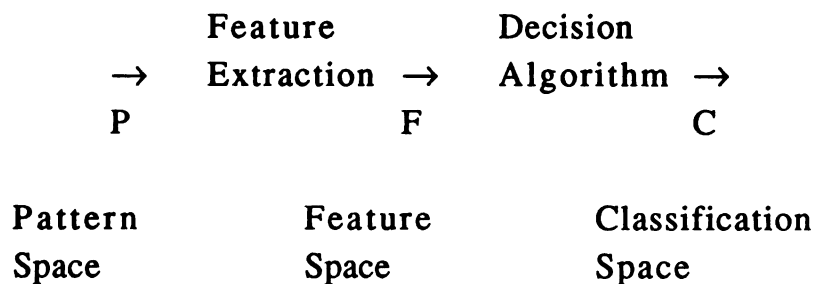 Feature Decision
→ Extraction → Algorithm →
P F C
Pattern Feature Classification
Space Space Space